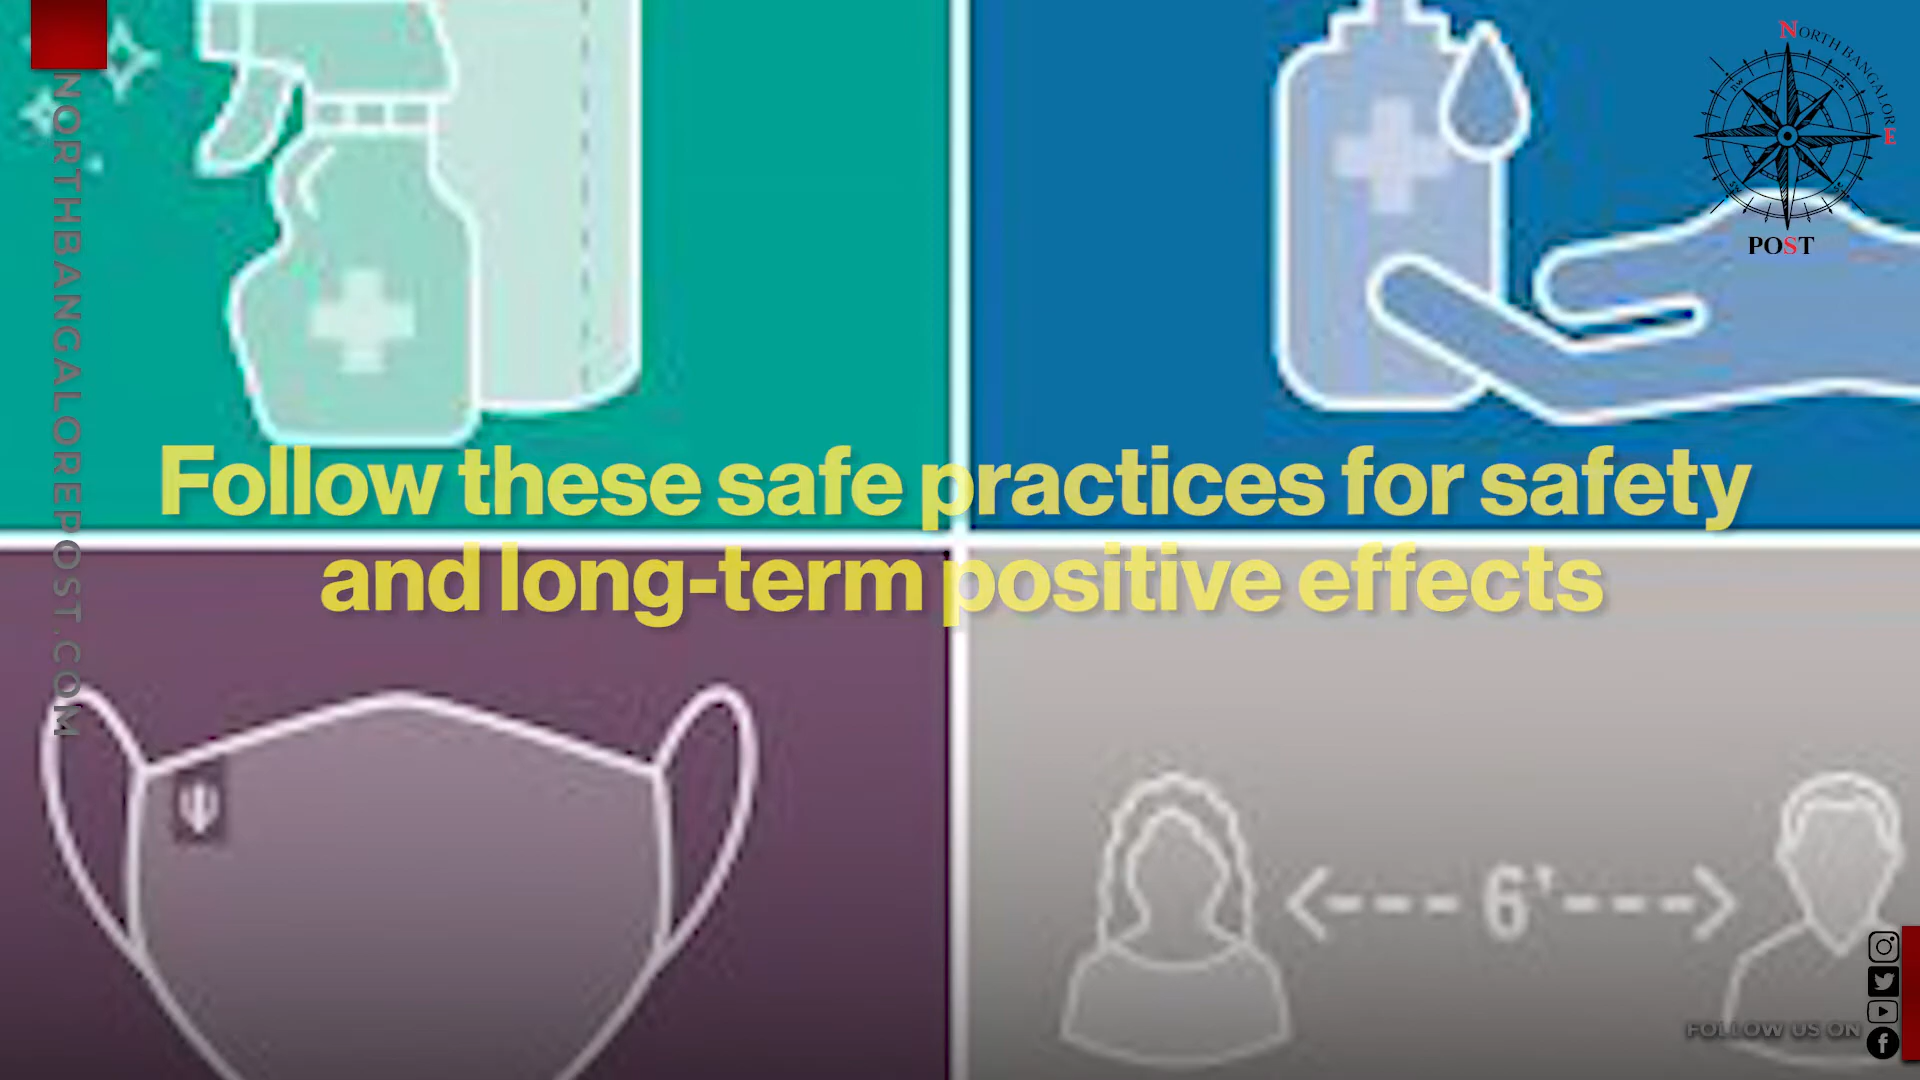 NORTH BANGALORE
POST
NORTHBANGALOREPOST.COM
Follow these safe practices for safety
and long-term positive effects
6'
FOLLOW US ON